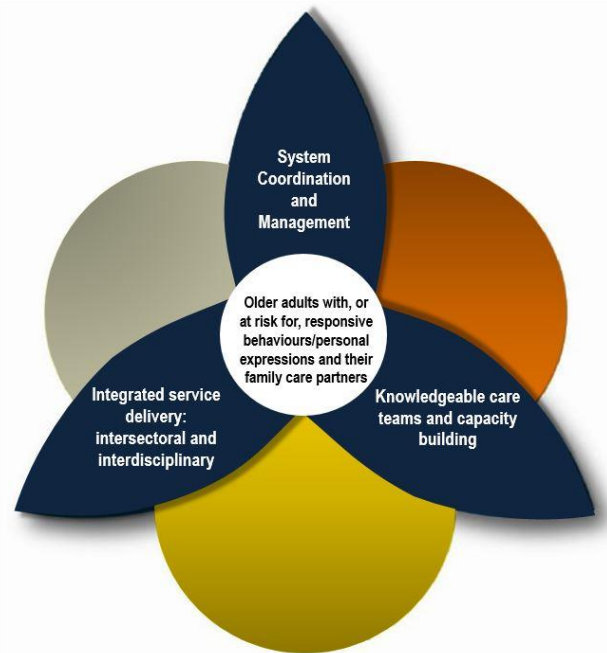 System
Coordination
and
Management
Older adults with, or
at risk for, responsive
behaviours/personal
expressions and their
family care partners
Integrated service
delivery:
intersectoral and
interdisciplinary
Knowledgeable care
teams and capacity
building